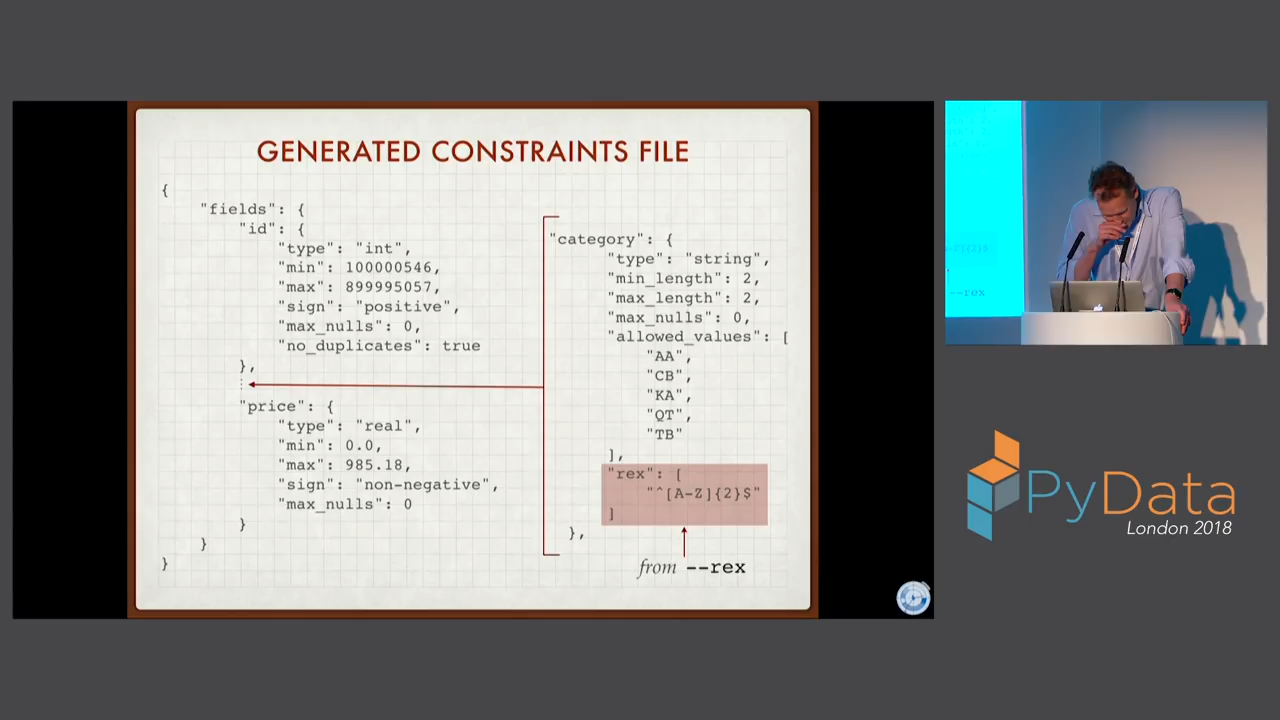 GENERATED CONSTRAINTS FILE
{
"fields": {
"id": {
"type": "int",
"min": 100000546,
"max": 899995057,
"sign": "positive",
"max_nulls": 0,
"no_duplicates": true
},
⋮
"price": {
"type": "real",
"min": 0.0,
"max": 985.18,
"sign": "non-negative",
"max_nulls": 0
}
}
}
"category": {
"type": "string",
"min_length": 2,
"max_length": 2,
"max_nulls": 0,
"allowed_values": [
"AA",
"CB",
"KA",
"QT",
"TB"
],
"rex": [
"^[A-Z]{2}$"
]
},
from --rex
--rex
PyData
London 2018